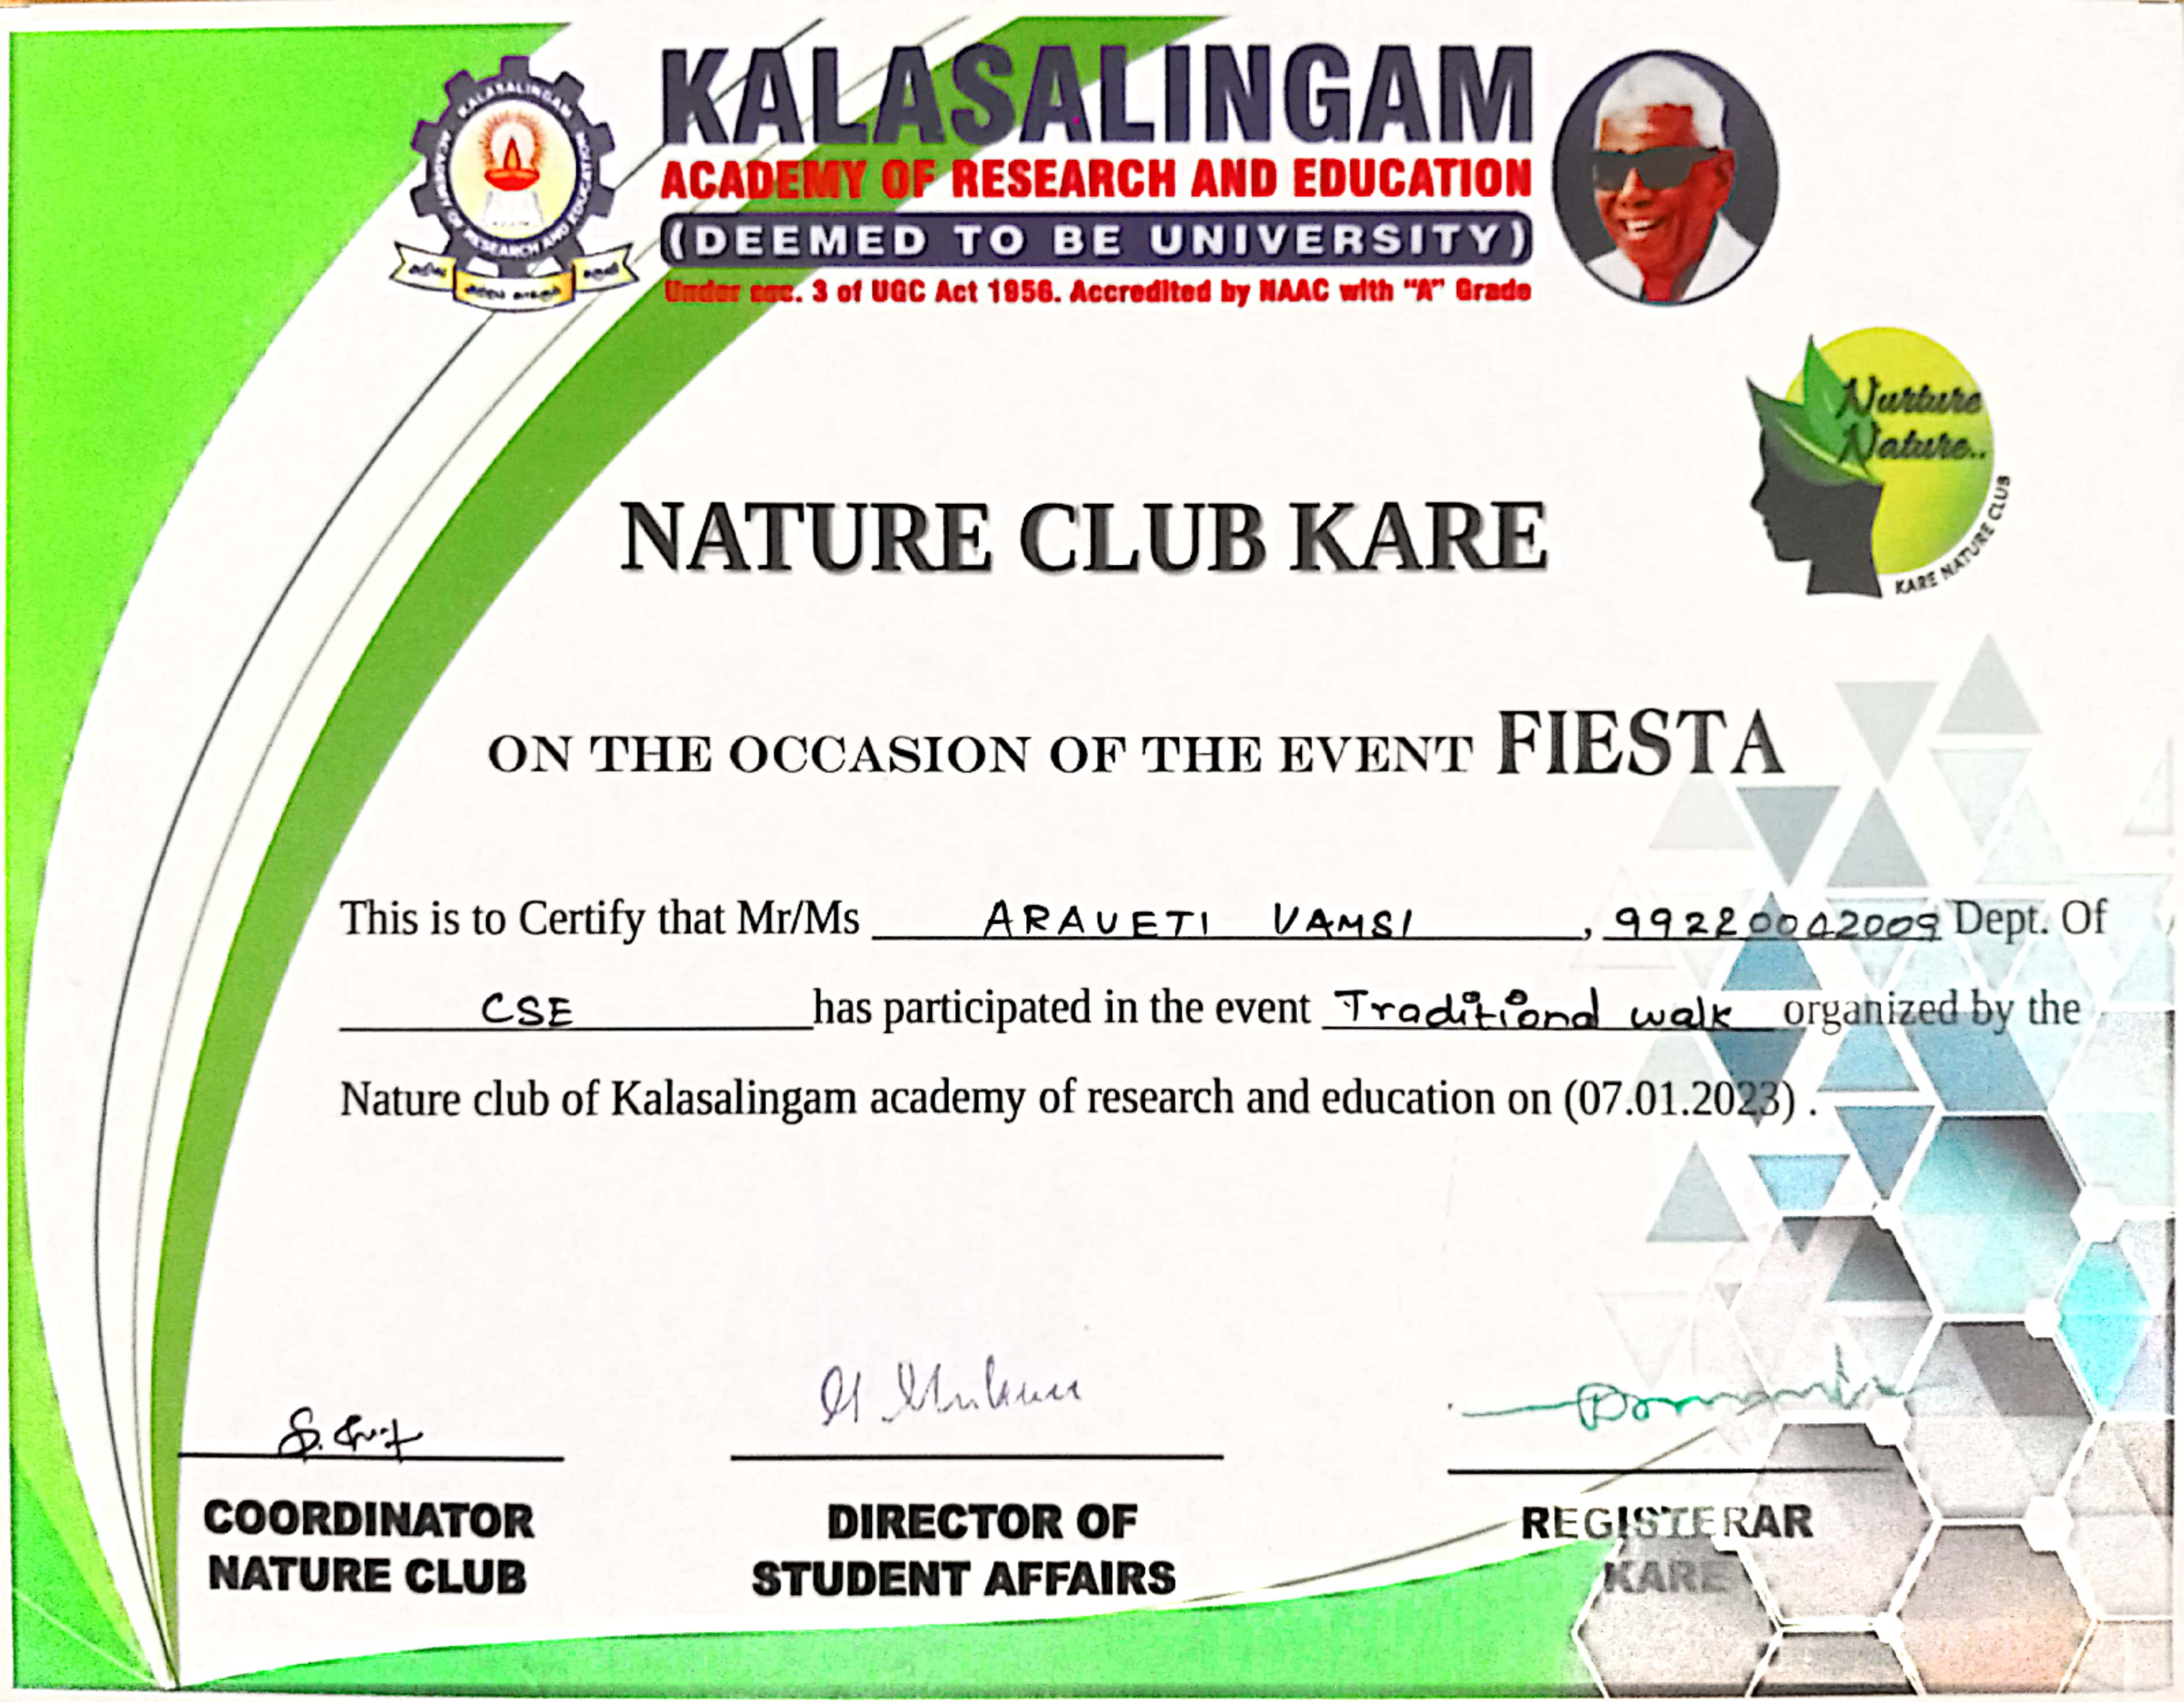 KALASALINGAM
ACADEMY OF RESEARCH AND EDUCATION
(DEEMED TO BE UNIVERSITY)
Under sec. 3 of UGC Act 1956. Accredited by NAAC with "A" Grade
KALASALINGAM ACADEMY OF RESEARCH AND EDUCATION
Nurture
Nature..
KARE NATURE CLUB
NATURE CLUB KARE
ON THE OCCASION OF THE EVENT FIESTA
This is to Certify that Mr/Ms ARAVETI VAMSI, 99220042009 Dept. Of
CSE has participated in the event Traditional walk organized by the
Nature club of Kalasalingam academy of research and education on (07.01.2023) .
COORDINATOR
NATURE CLUB
DIRECTOR OF
STUDENT AFFAIRS
REGISTERAR
KARE